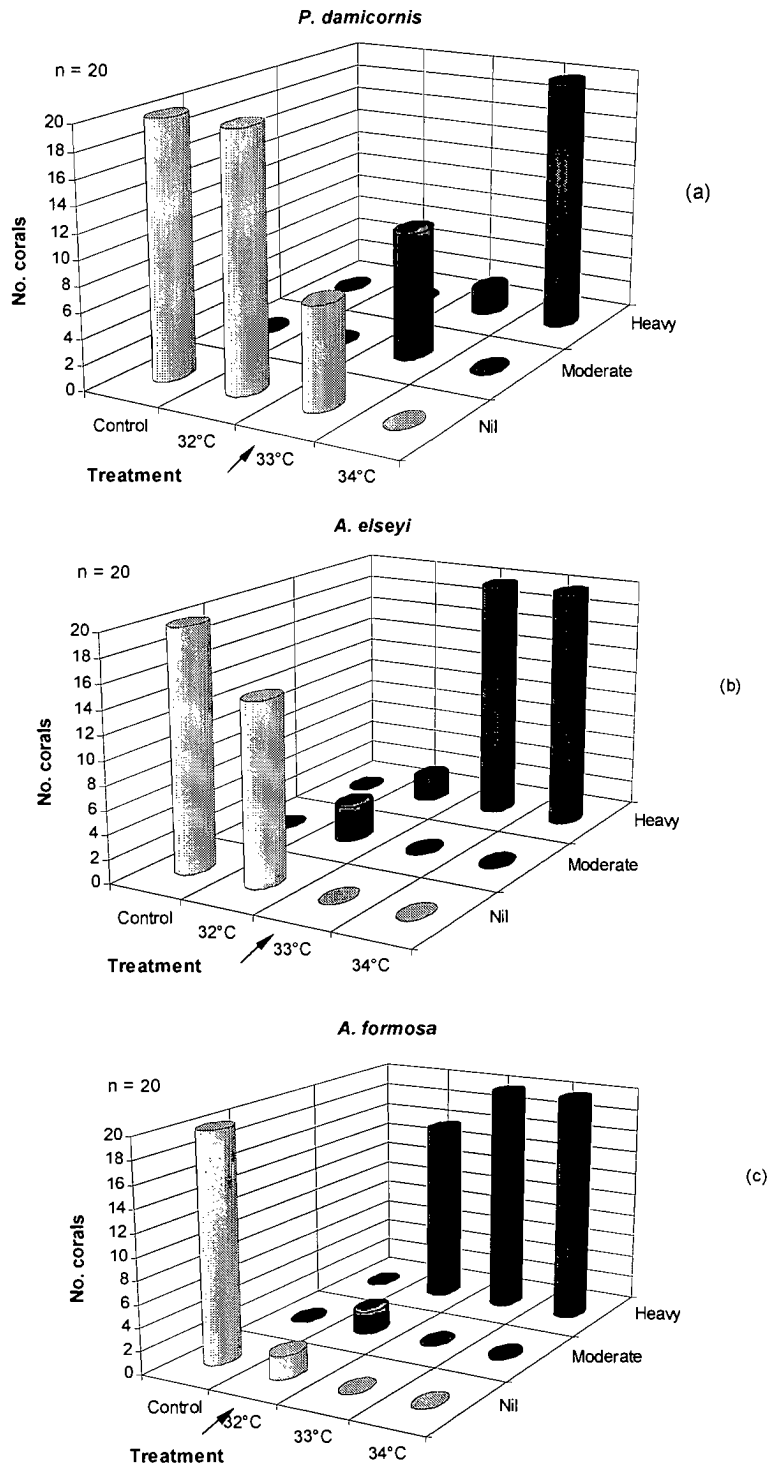 P. damicornis
n = 20
20
18
16
14
12
10
8
6
4
2
0
No. corals
(a)
Heavy
Moderate
Nil
Control
32°C
33°C
34°C
Treatment
A. elseyi
n = 20
20
18
16
14
12
10
8
6
4
2
0
No. corals
(b)
Heavy
Moderate
Nil
Control
32°C
33°C
34°C
Treatment
A. formosa
n = 20
20
18
16
14
12
10
8
6
4
2
0
No. corals
(c)
Heavy
Moderate
Nil
Control
32°C
33°C
34°C
Treatment